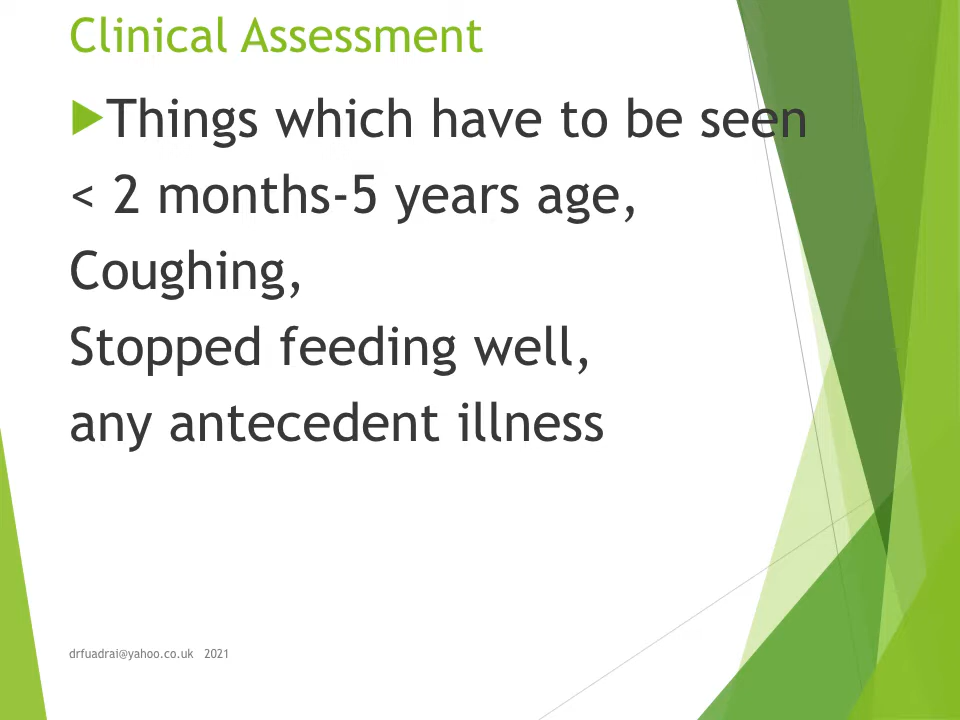 Clinical Assessment
Things which have to be seen
< 2 months-5 years age,
Coughing,
Stopped feeding well,
any antecedent illness
drfuadrai@yahoo.co.uk 2021